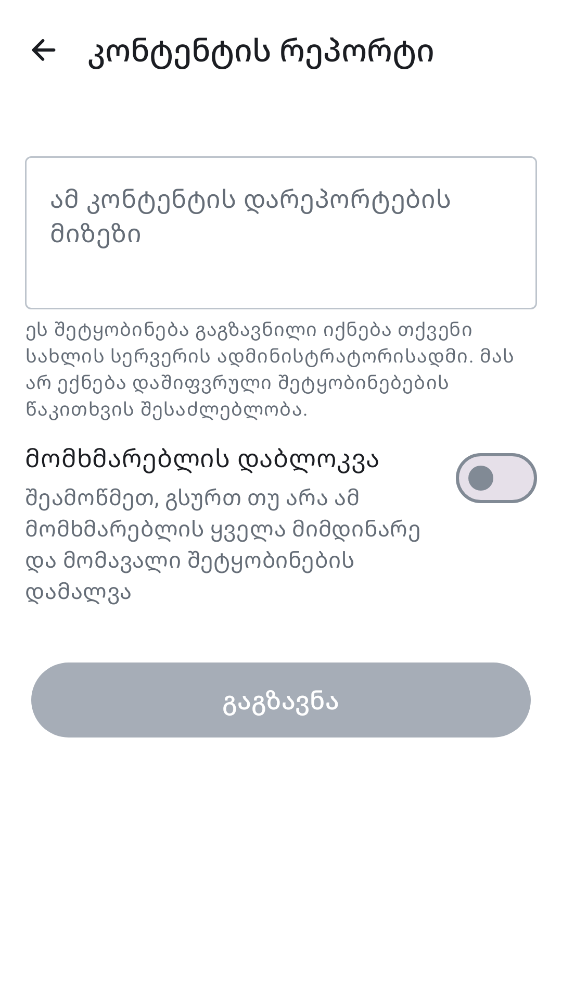 კონტენტის რეპორტი
ამ კონტენტის დარეპორტების
მიზეზი
ეს შეტყობინება გაგზავნილი იქნება თქვენი
სახლის სერვერის ადმინისტრატორისადმი. მას
არ ექნება დაშიფვრული შეტყობინებების
წაკითხვის შესაძლებლობა.
მომხმარებლის დაბლოკვა
შეამოწმეთ, გსურთ თუ არა ამ
მომხმარებლის ყველა მიმდინარე
და მომავალი შეტყობინების
დამალვა
გაგზავნა